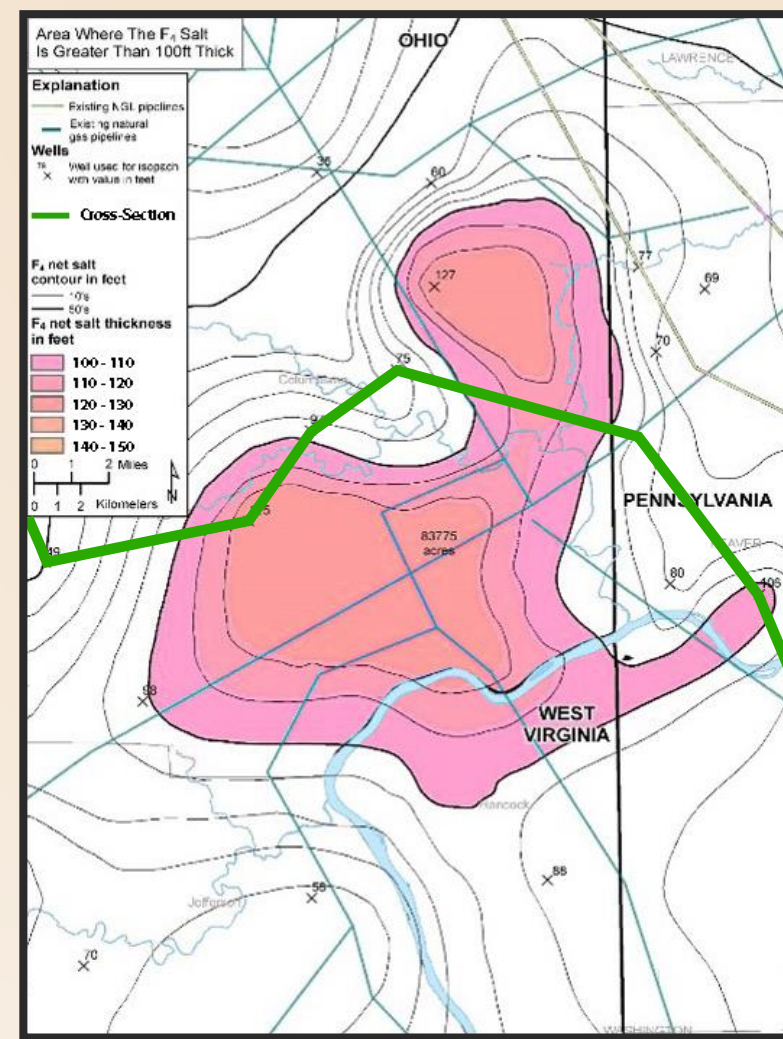 Area Where The F₄ Salt
Is Greater Than 100ft Thick
Explanation
Existing NGL pipelines
Existing natural
gas pipelines
Wells
Well used for isopach
with value in feet
Cross-Section
F₄ net salt
contour in feet
10's
50's
F₄ net salt thickness
in feet
100 - 110
110 - 120
120 - 130
130 - 140
140 - 150
0 1 2 Miles
0 1 2 Kilometers
N
OHIO
LAWRENCE
60
77
69
127
70
75
PENNSYLVANIA
BEAVER
83775
acres
49
80
106
WEST
VIRGINIA
Hancock
88
58
Jefferson
70
WASHINGTON